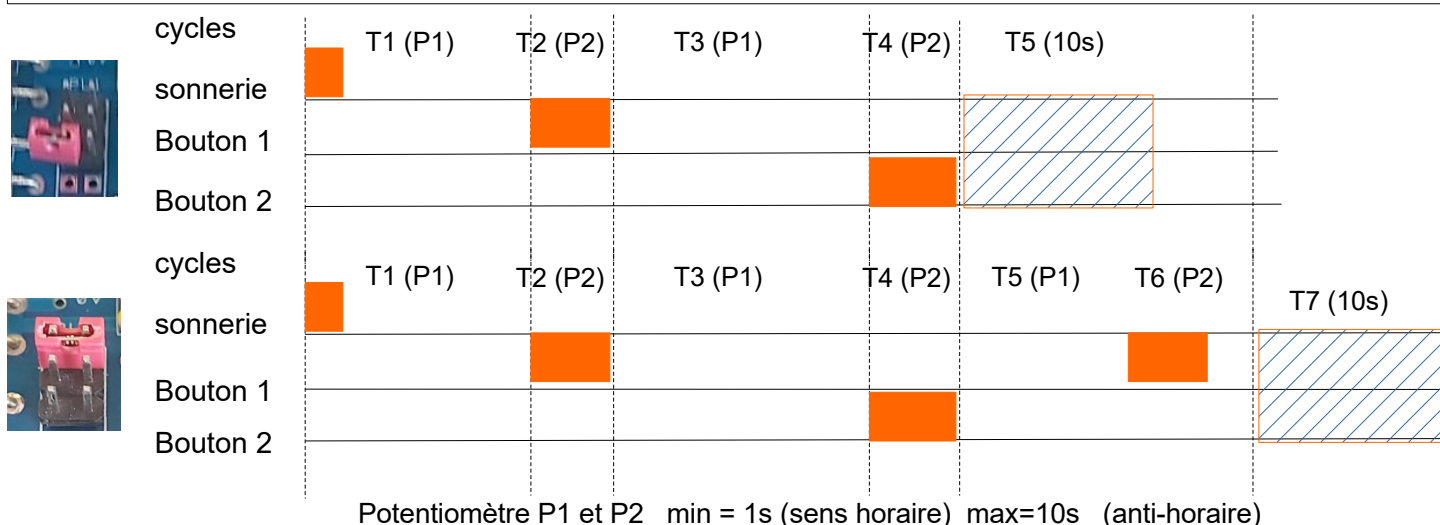 cycles
T1 (P1) T2 (P2) T3 (P1) T4 (P2) T5 (10s)
sonnerie
Bouton 1
Bouton 2
cycles
T1 (P1) T2 (P2) T3 (P1) T4 (P2) T5 (P1) T6 (P2)
T7 (10s)
sonnerie
Bouton 1
Bouton 2
Potentiomètre P1 et P2 min = 1s (sens horaire) max=10s (anti-horaire)